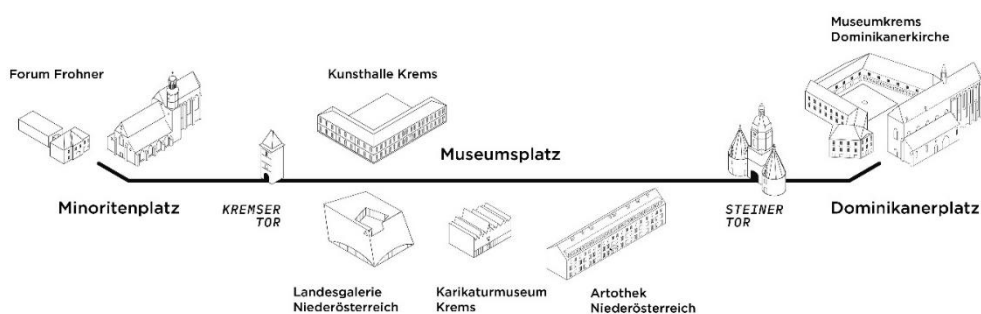 Museumkrems
Dominikanerkirche
Forum Frohner
Kunsthalle Krems
Museumsplatz
Minoritenplatz
KREMSER
TOR
STEINER
TOR
Dominikanerplatz
Landesgalerie
Niederösterreich
Karikaturmuseum
Krems
Artothek
Niederösterreich